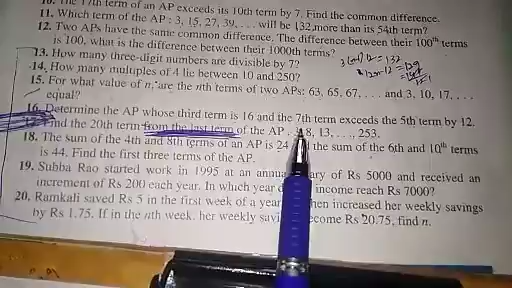 10. The 17th term of an AP exceeds its 10th term by 7. Find the common difference.
11. Which term of the AP : 3, 15, 27, 39, . . . will be 132 more than its 54th term?
12. Two APs have the same common difference. The difference between their 100th terms
is 100, what is the difference between their 1000th terms?
13. How many three-digit numbers are divisible by 7?
14. How many multiples of 4 lie between 10 and 250?
15. For what value of n, are the nth terms of two APs: 63, 65, 67, . . . and 3, 10, 17, . . .
equal?
16. Determine the AP whose third term is 16 and the 7th term exceeds the 5th term by 12.
17. Find the 20th term from the last term of the AP : 3, 8, 13, . . ., 253.
18. The sum of the 4th and 8th terms of an AP is 24 the sum of the 6th and 10th terms
is 44. Find the first three terms of the AP.
19. Subba Rao started work in 1995 at an annual of Rs 5000 and received an
increment of Rs 200 each year. In which year income reach Rs 7000?
20. Ramkali saved Rs 5 in the first week of a year increased her weekly savings
by Rs 1.75. If in the nth week, her weekly become Rs 20.75, find n.